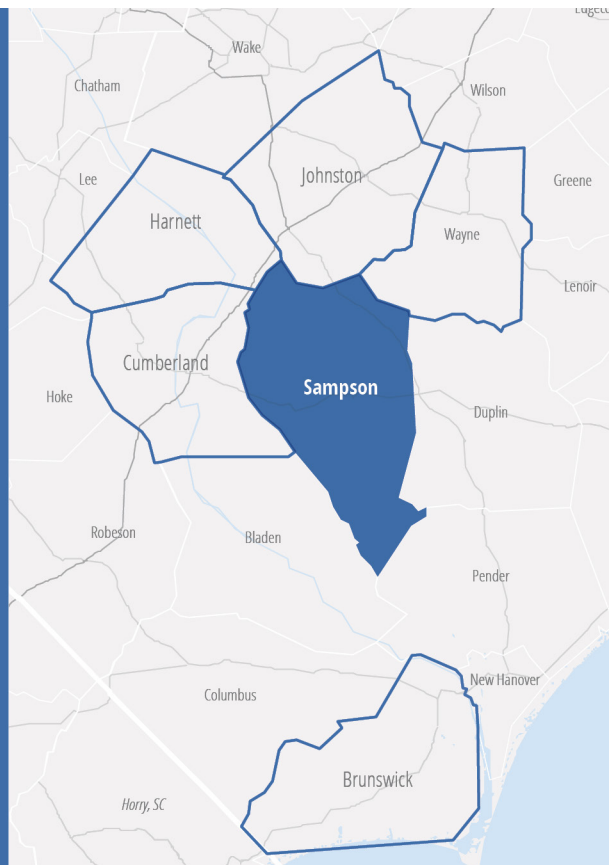 Wake
Chatham
Wilson
Lee
Johnston
Greene
Harnett
Wayne
Lenoir
Cumberland
Sampson
Hoke
Duplin
Robeson
Bladen
Pender
New Hanover
Columbus
Brunswick
Horry, SC